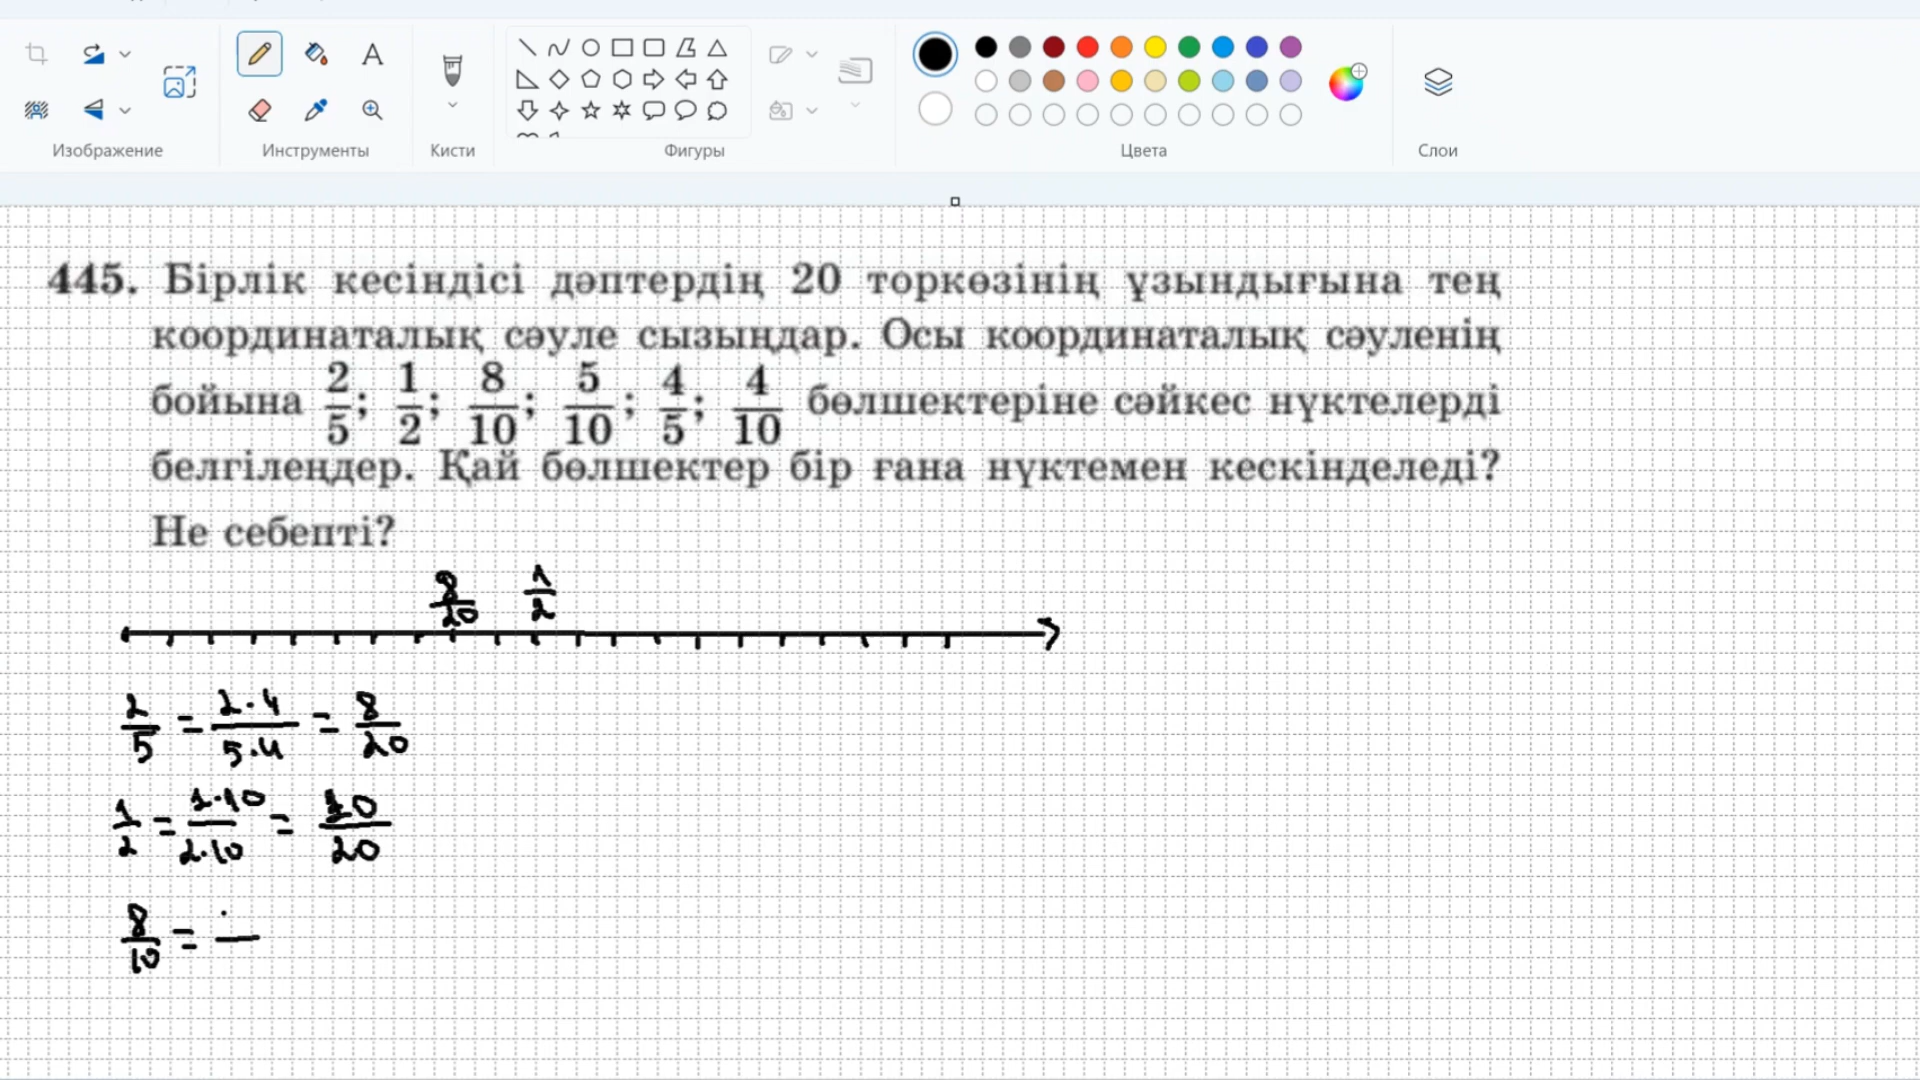 A
Изображение
Инструменты
Кисти
Фигуры
Цвета
Слои
445. Бірлік кесіндісі дәптердің 20 торкөзінің ұзындығына тең
координаталық сәуле сызыңдар. Осы координаталық сәуленің
бойына 2/5; 1/2; 8/10; 5/10; 4/5; 4/10 бөлшектеріне сәйкес нүктелерді
белгілеңдер. Қай бөлшектер бір ғана нүктемен кескінделеді?
Не себепті?
8/20 1/2
2/5 = 2·4/5·4 = 8/20
1/2 = 1·10/2·10 = 10/20
8/10 =